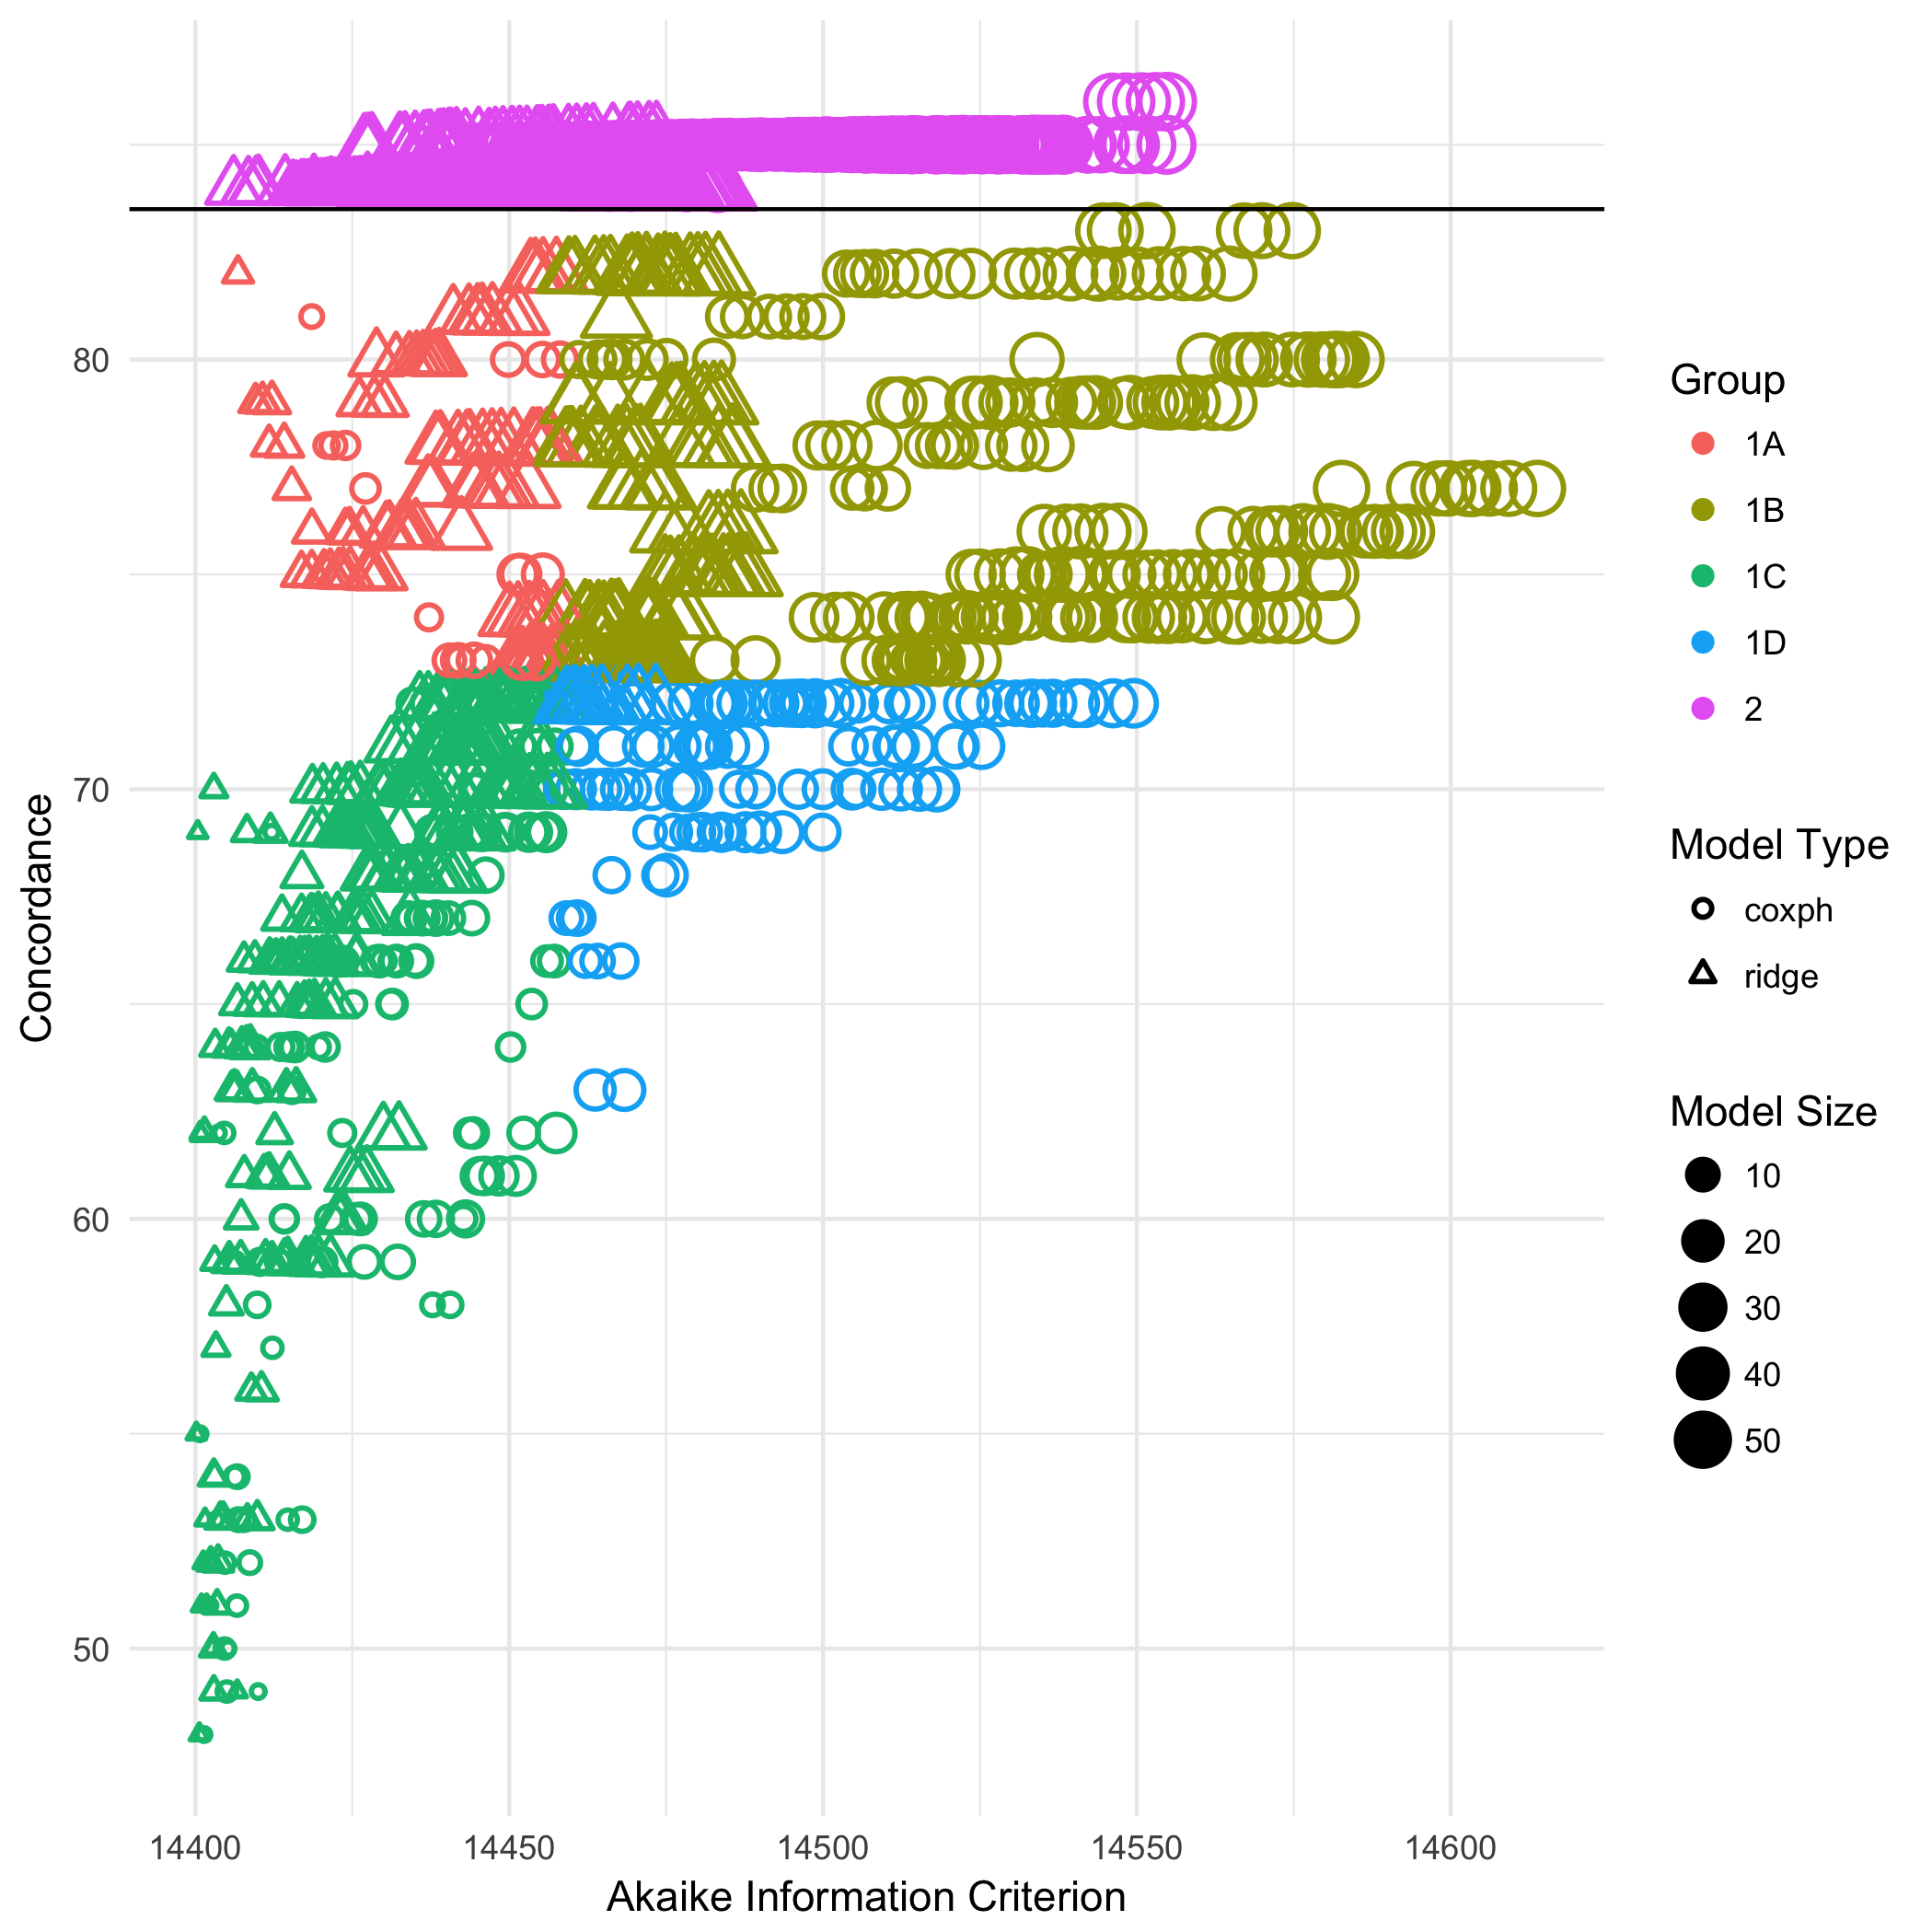 Concordance
80
70
60
50
14400 14450 14500 14550 14600
Akaike Information Criterion
Group
1A
1B
1C
1D
2
Model Type
coxph
ridge
Model Size
10
20
30
40
50